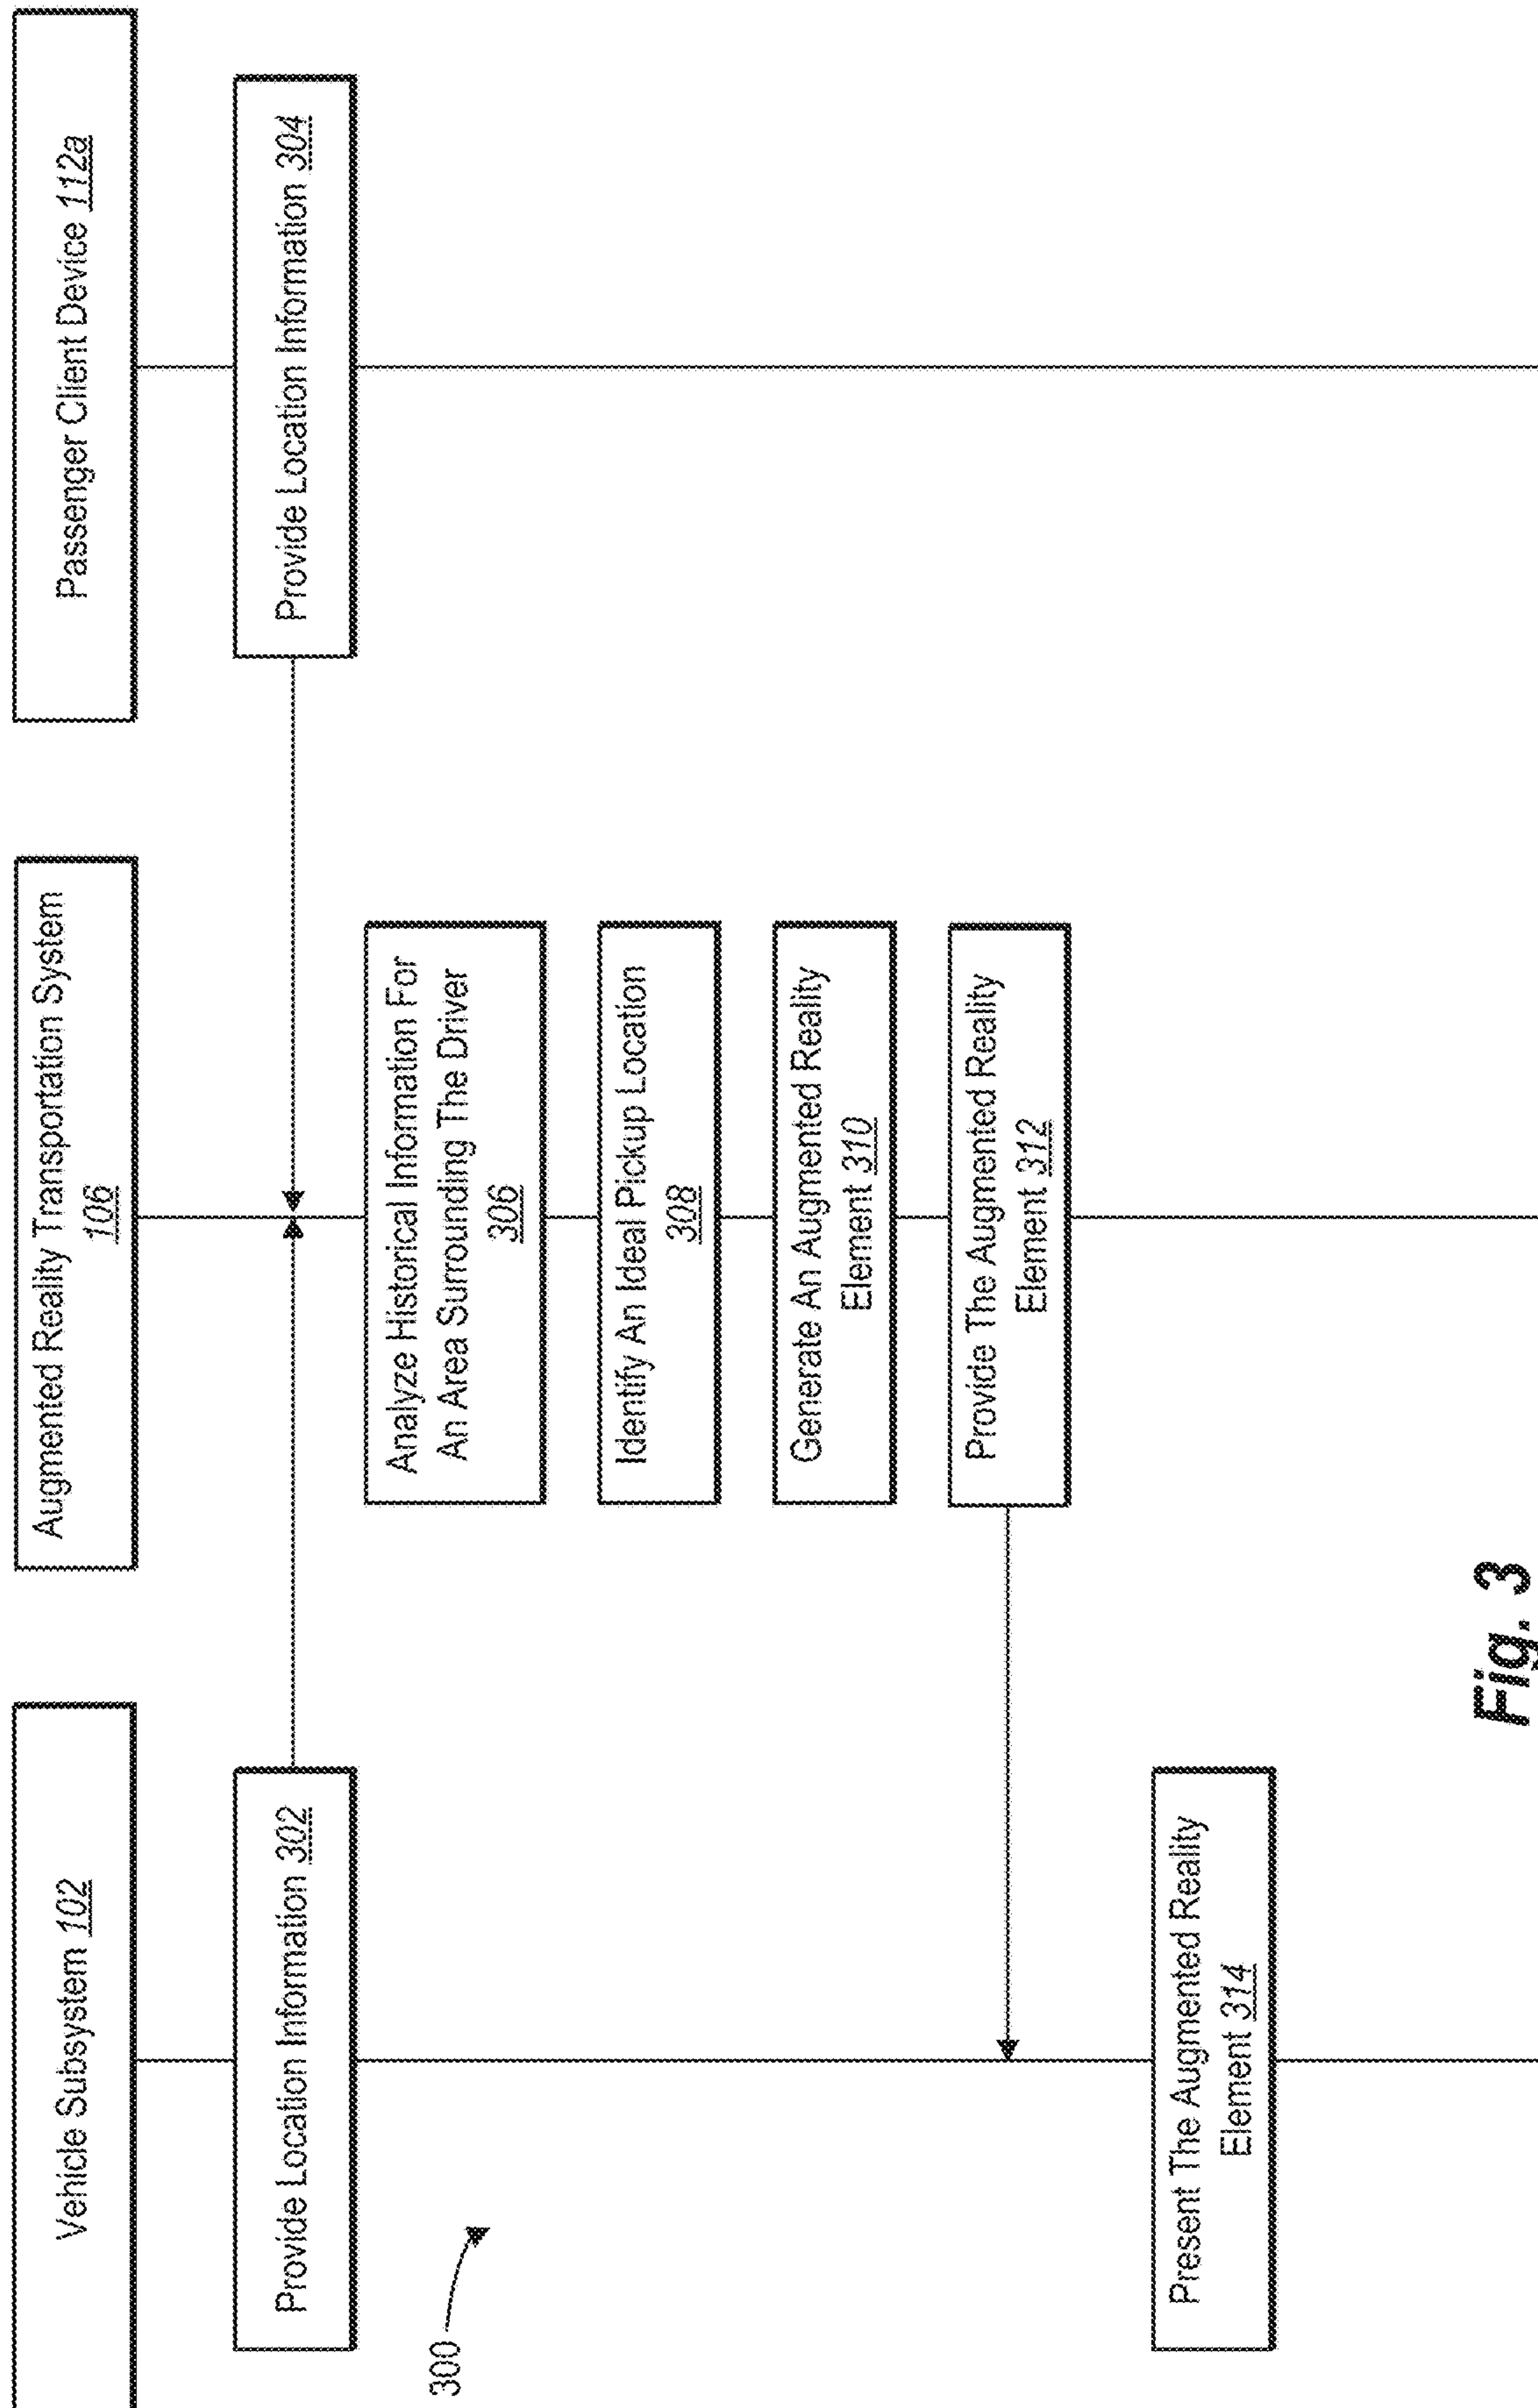 Vehicle Subsystem 102
Augmented Reality Transportation System
106
Passenger Client Device 112a
Provide Location Information 302
Provide Location Information 304
300
Analyze Historical Information For
An Area Surrounding The Driver
306
Identify An Ideal Pickup Location
308
Generate An Augmented Reality
Element 310
Provide The Augmented Reality
Element 312
Present The Augmented Reality
Element 314
Fig. 3